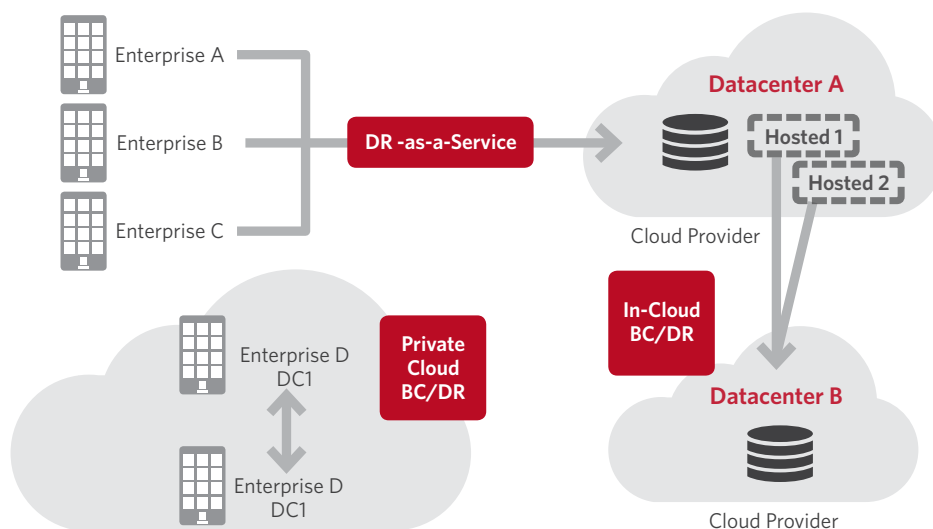 Enterprise A
Enterprise B
Enterprise C
DR -as-a-Service
Datacenter A
Hosted 1
Hosted 2
Cloud Provider
In-Cloud
BC/DR
Private
Cloud
BC/DR
Enterprise D
DC1
Enterprise D
DC1
Datacenter B
Cloud Provider